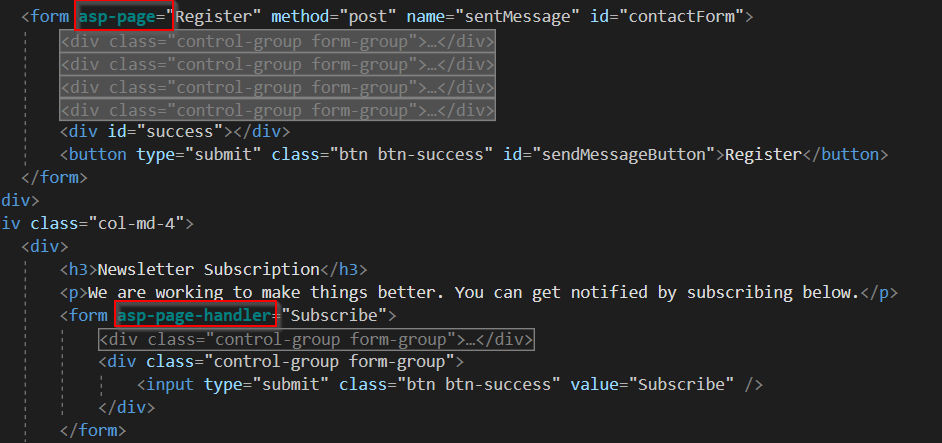 <form asp-page="Register" method="post" name="sentMessage" id="contactForm">
<div class="control-group form-group">…</div>
<div class="control-group form-group">…</div>
<div class="control-group form-group">…</div>
<div class="control-group form-group">…</div>
<div id="success"></div>
<button type="submit" class="btn btn-success" id="sendMessageButton">Register</button>
</form>
div>
iv class="col-md-4">
<div>
<h3>Newsletter Subscription</h3>
<p>We are working to make things better. You can get notified by subscribing below.</p>
<form asp-page-handler="Subscribe">
<div class="control-group form-group">…</div>
<div class="control-group form-group">
<input type="submit" class="btn btn-success" value="Subscribe" />
</div>
</form>